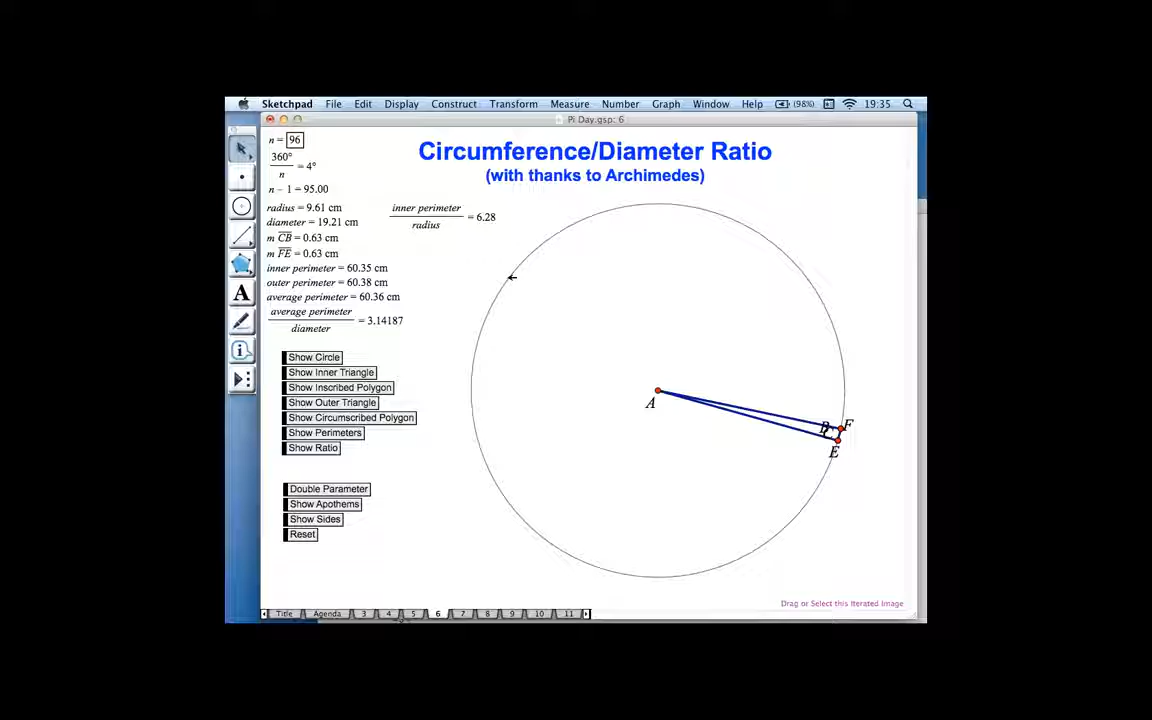 Sketchpad File Edit Display Construct Transform Measure Number Graph Window Help (98%) 19:35
Pi Day.gsp: 6
n = 96
360°
n
= 4°
n − 1 = 95.00
radius = 9.61 cm
diameter = 19.21 cm
m CB = 0.63 cm
m FE = 0.63 cm
inner perimeter = 60.35 cm
outer perimeter = 60.38 cm
average perimeter = 60.36 cm
average perimeter
diameter
= 3.14187
Circumference/Diameter Ratio
(with thanks to Archimedes)
inner perimeter
radius
= 6.28
A
B
C
F
E
A
Show Circle
Show Inner Triangle
Show Inscribed Polygon
Show Outer Triangle
Show Circumscribed Polygon
Show Perimeters
Show Ratio
Double Parameter
Show Apothems
Show Sides
Reset
Drag or Select this Iterated Image
Title Agenda 3 4 5 6 7 8 9 10 11